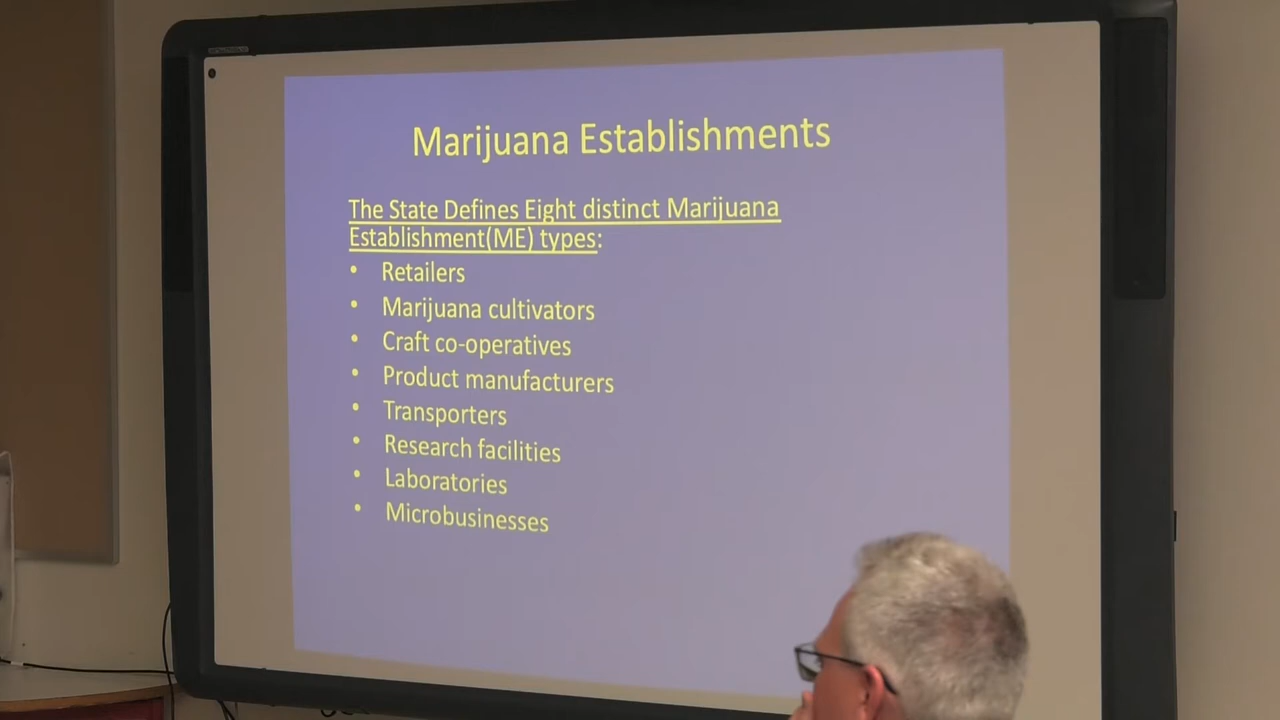 Marijuana Establishments
The State Defines Eight distinct Marijuana
Establishment(ME) types:
• Retailers
• Marijuana cultivators
• Craft co-operatives
• Product manufacturers
• Transporters
• Research facilities
• Laboratories
• Microbusinesses